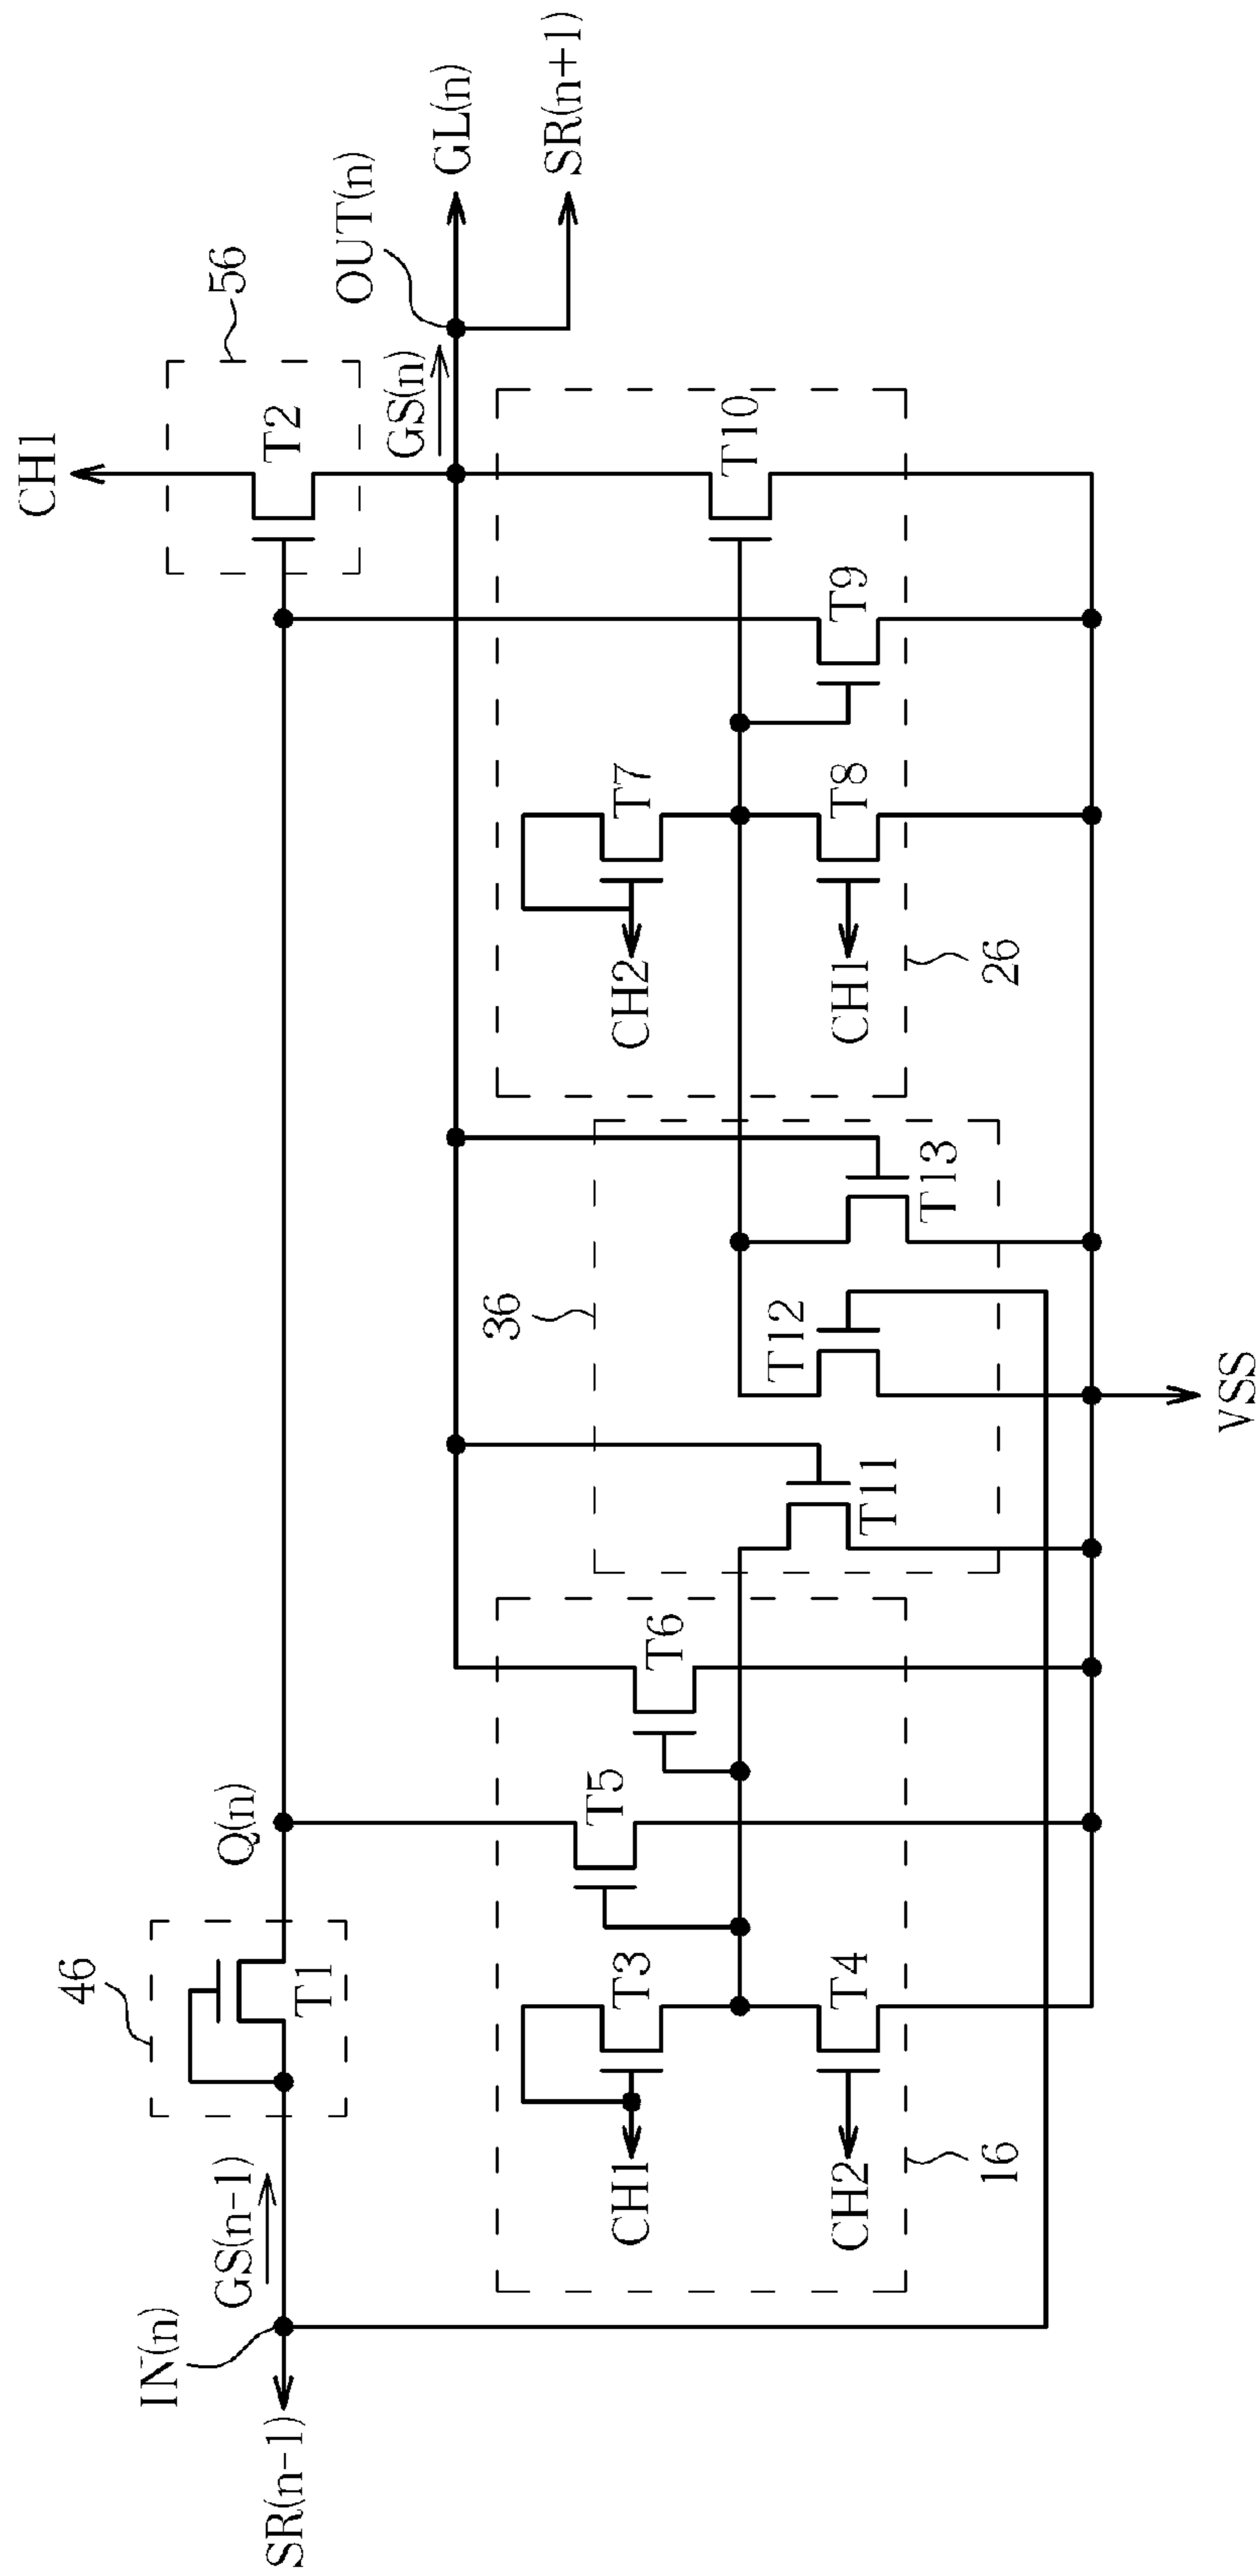 CH1
56
T2
OUT(n)
GL(n)
SR(n+1)
GS(n)
46
T1
Q(n)
SR(n-1)
IN(n)
GS(n-1)
CH1
T3
T5
T6
CH2
T4
16
36
T11
T12
T13
CH2
T7
T10
CH1
T8
T9
26
VSS